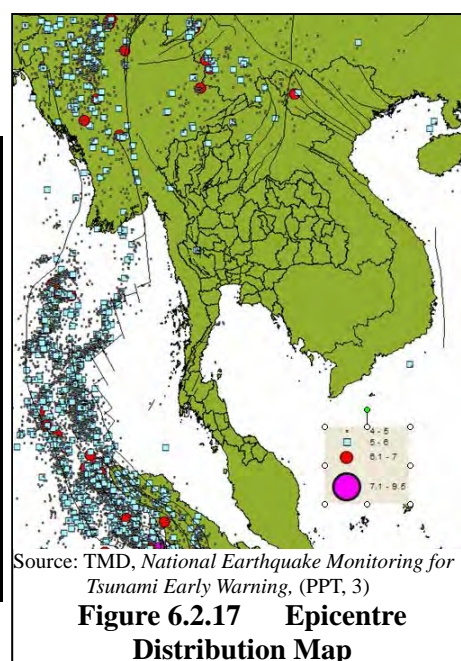 4 - 5
5 - 6
6.1 - 7
7.1 - 9.5
Source: TMD, National Earthquake Monitoring for
Tsunami Early Warning, (PPT, 3)
Figure 6.2.17 Epicentre
Distribution Map